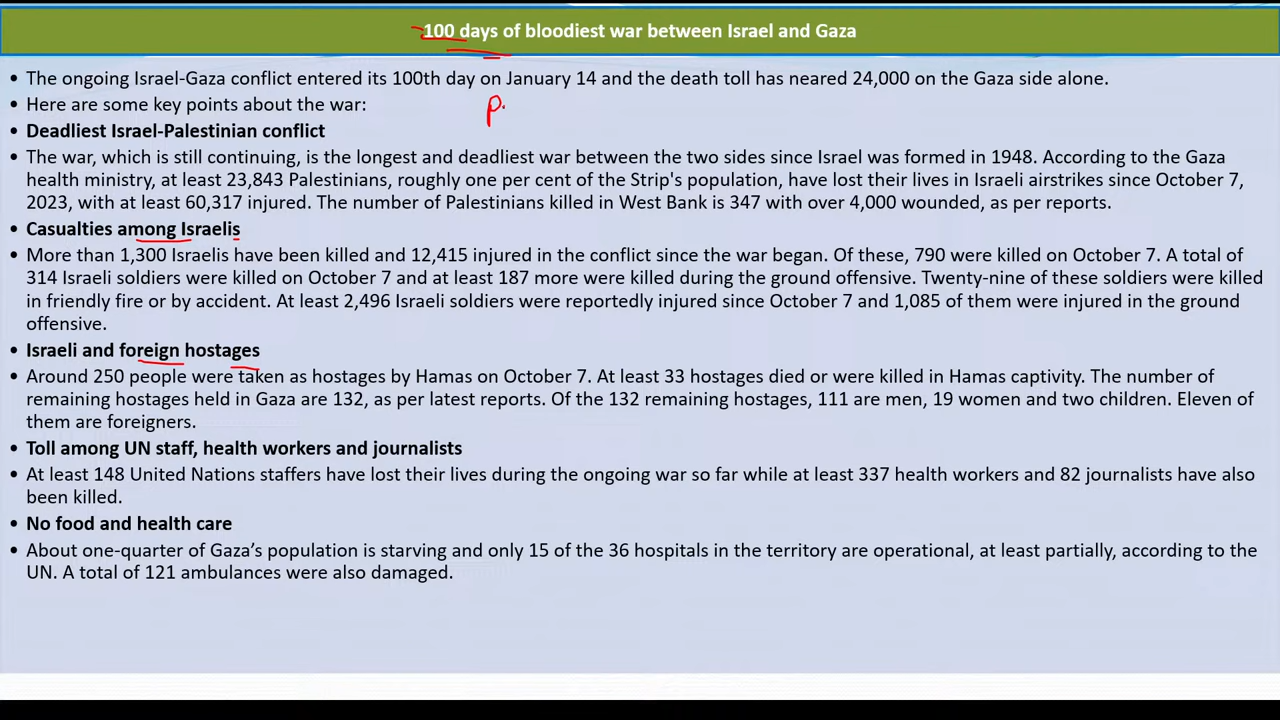 100 days of bloodiest war between Israel and Gaza
• The ongoing Israel-Gaza conflict entered its 100th day on January 14 and the death toll has neared 24,000 on the Gaza side alone.
• Here are some key points about the war:
p.
• Deadliest Israel-Palestinian conflict
• The war, which is still continuing, is the longest and deadliest war between the two sides since Israel was formed in 1948. According to the Gaza
health ministry, at least 23,843 Palestinians, roughly one per cent of the Strip's population, have lost their lives in Israeli airstrikes since October 7,
2023, with at least 60,317 injured. The number of Palestinians killed in West Bank is 347 with over 4,000 wounded, as per reports.
• Casualties among Israelis
• More than 1,300 Israelis have been killed and 12,415 injured in the conflict since the war began. Of these, 790 were killed on October 7. A total of
314 Israeli soldiers were killed on October 7 and at least 187 more were killed during the ground offensive. Twenty-nine of these soldiers were killed
in friendly fire or by accident. At least 2,496 Israeli soldiers were reportedly injured since October 7 and 1,085 of them were injured in the ground
offensive.
• Israeli and foreign hostages
• Around 250 people were taken as hostages by Hamas on October 7. At least 33 hostages died or were killed in Hamas captivity. The number of
remaining hostages held in Gaza are 132, as per latest reports. Of the 132 remaining hostages, 111 are men, 19 women and two children. Eleven of
them are foreigners.
• Toll among UN staff, health workers and journalists
• At least 148 United Nations staffers have lost their lives during the ongoing war so far while at least 337 health workers and 82 journalists have also
been killed.
• No food and health care
• About one-quarter of Gaza’s population is starving and only 15 of the 36 hospitals in the territory are operational, at least partially, according to the
UN. A total of 121 ambulances were also damaged.